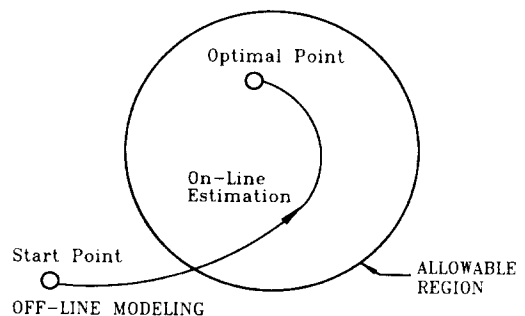 Optimal Point
On-Line
Estimation
Start Point
OFF-LINE MODELING
ALLOWABLE
REGION